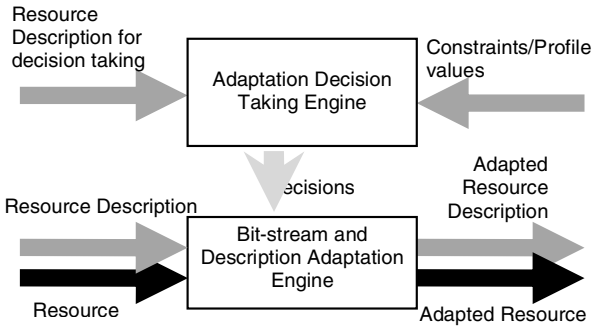 Resource
Description for
decision taking
Adaptation Decision
Taking Engine
Constraints/Profile
values
ecisions
Resource Description
Adapted
Resource
Description
Bit-stream and
Description Adaptation
Engine
Resource
Adapted Resource